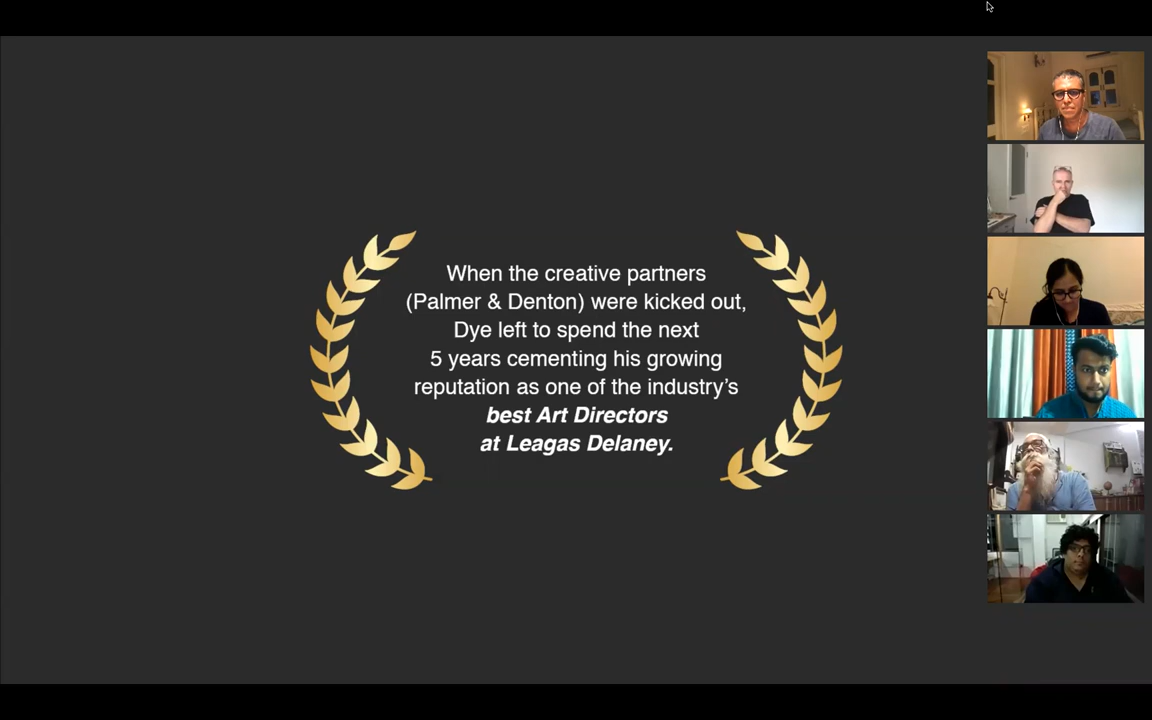 When the creative partners
(Palmer & Denton) were kicked out,
Dye left to spend the next
5 years cementing his growing
reputation as one of the industry’s
best Art Directors
at Leagas Delaney.